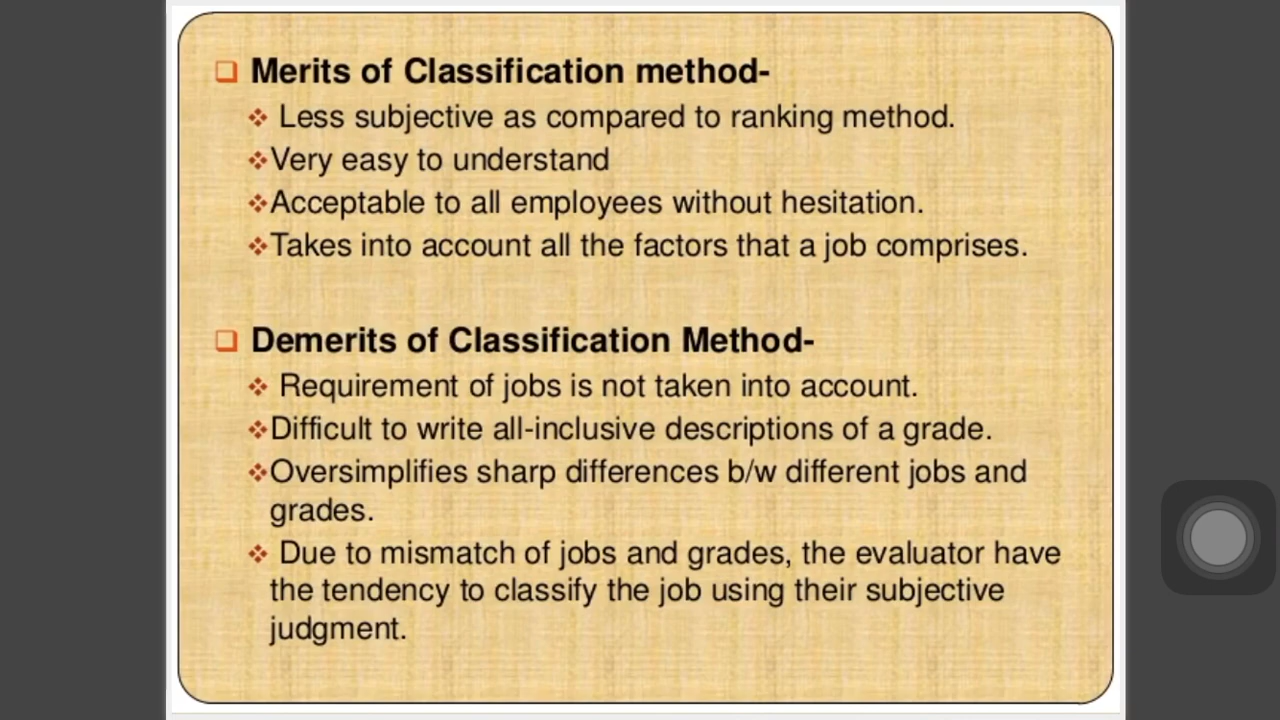 Merits of Classification method-
Less subjective as compared to ranking method.
Very easy to understand
Acceptable to all employees without hesitation.
Takes into account all the factors that a job comprises.
Demerits of Classification Method-
Requirement of jobs is not taken into account.
Difficult to write all-inclusive descriptions of a grade.
Oversimplifies sharp differences b/w different jobs and
grades.
Due to mismatch of jobs and grades, the evaluator have
the tendency to classify the job using their subjective
judgment.